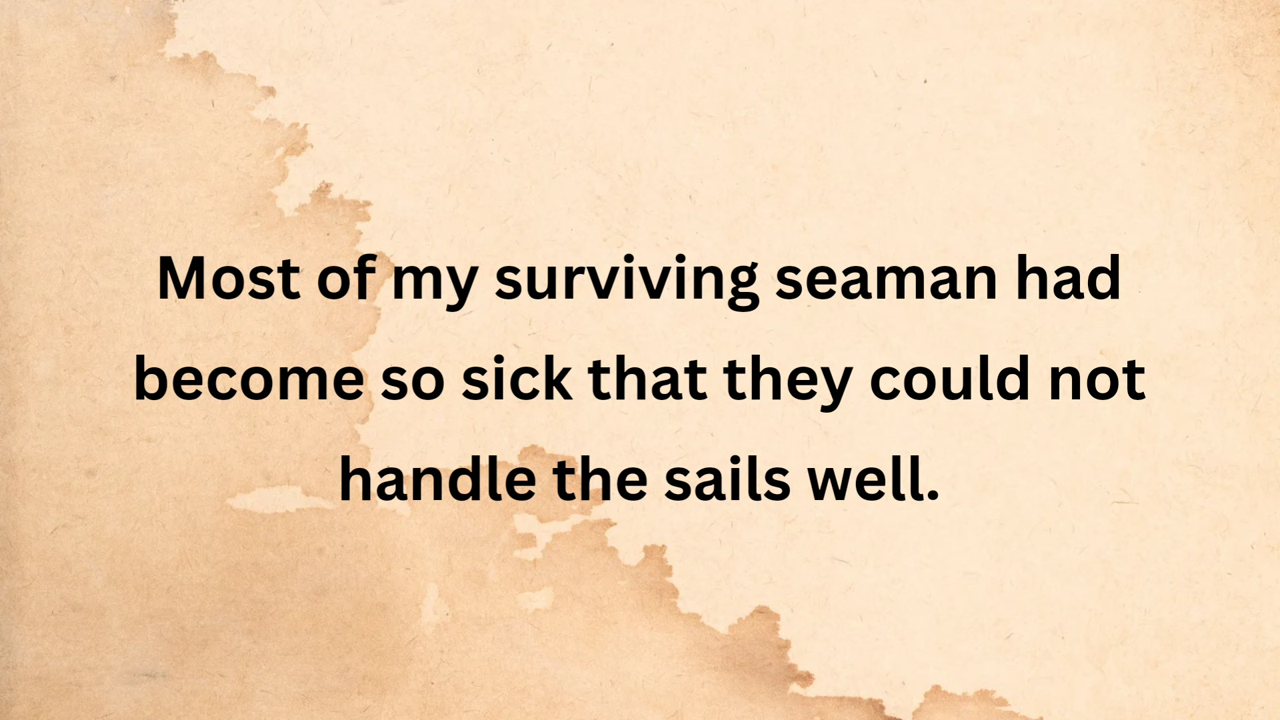 Most of my surviving seaman had
become so sick that they could not
handle the sails well.